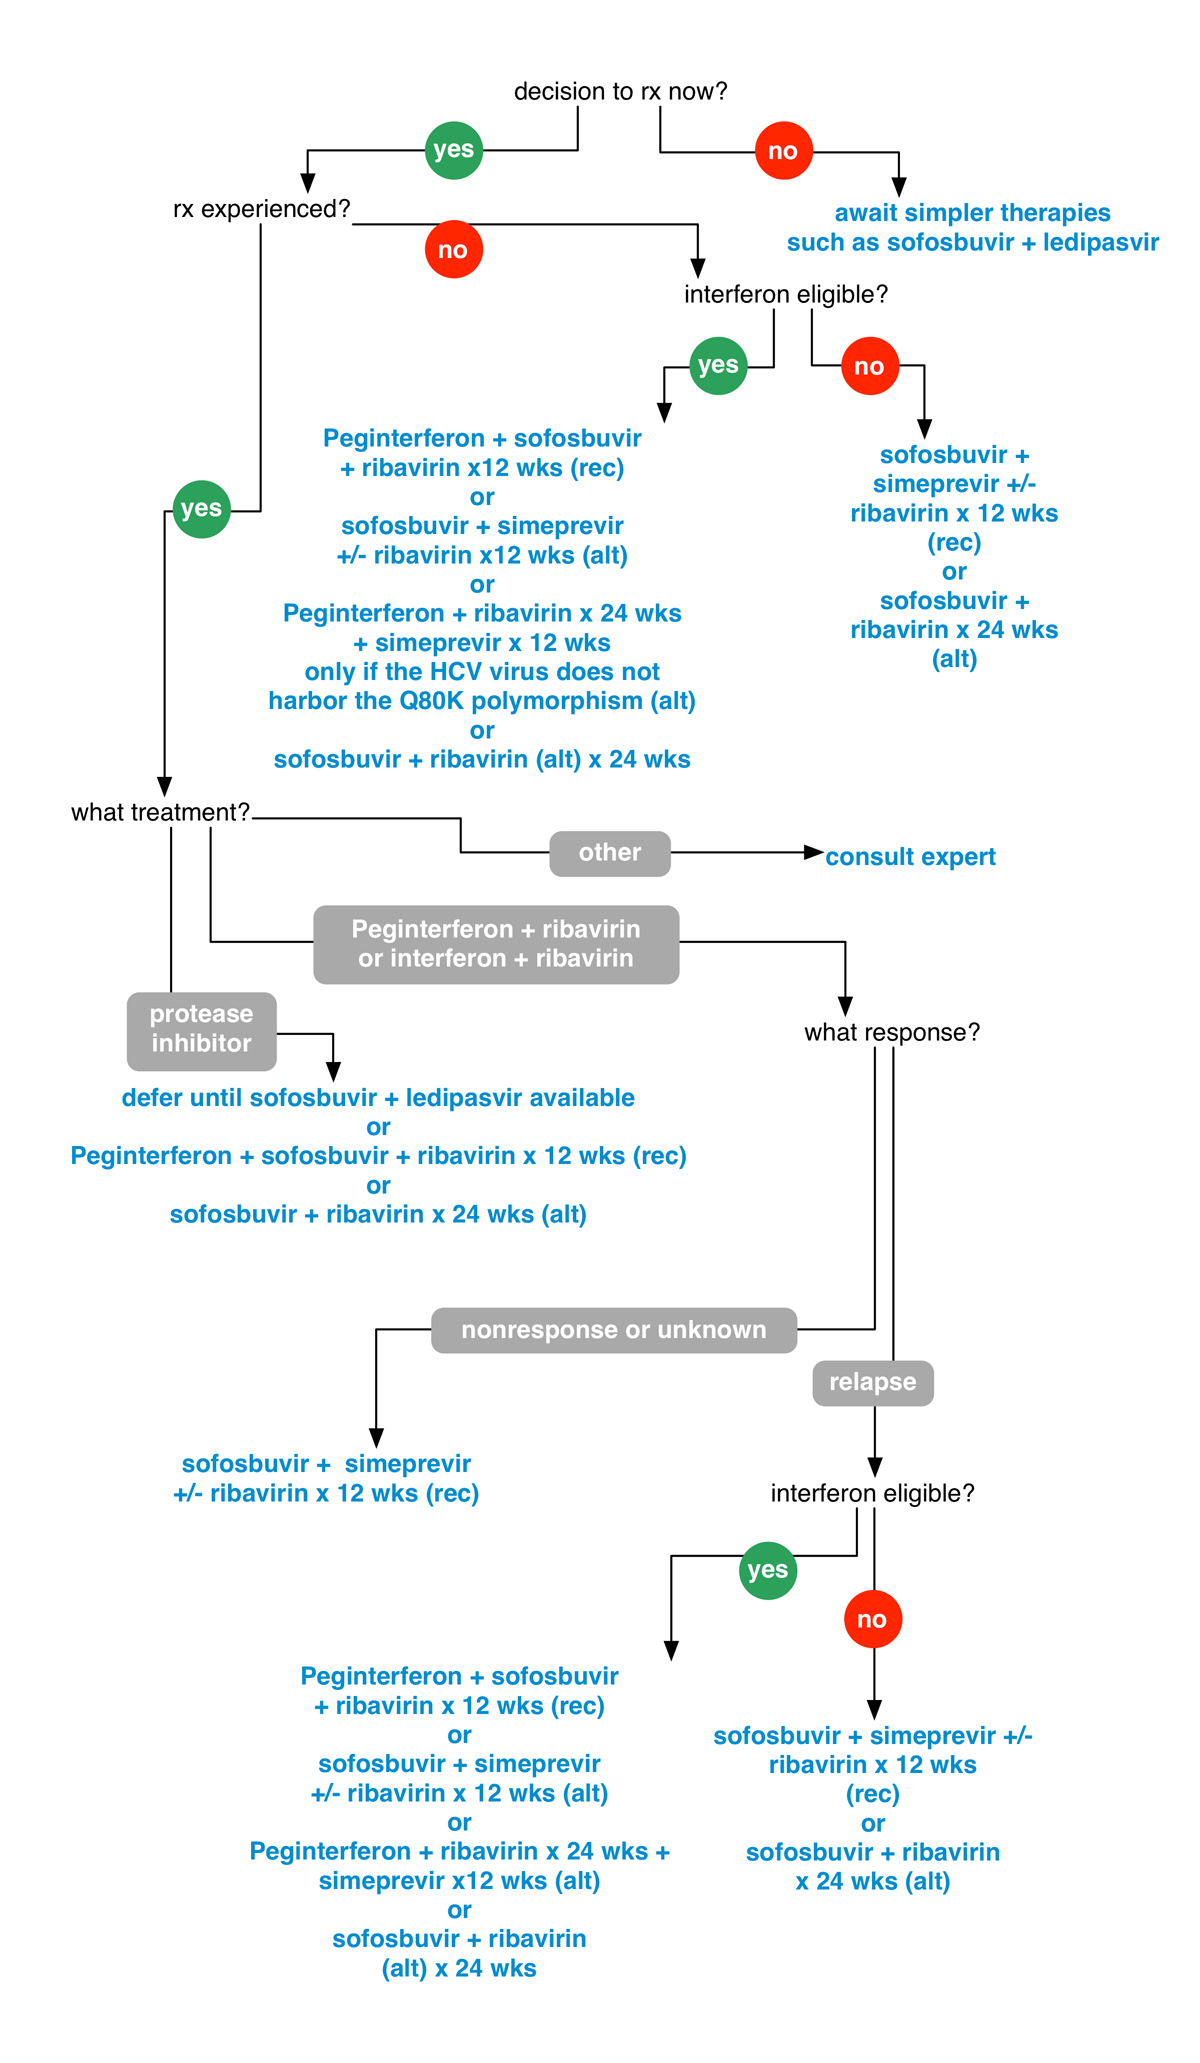 decision to rx now?
yes
no
rx experienced?
no
await simpler therapies
such as sofosbuvir + ledipasvir
interferon eligible?
yes
no
Peginterferon + sofosbuvir
+ ribavirin x12 wks (rec)
or
sofosbuvir + simeprevir
+/- ribavirin x12 wks (alt)
or
Peginterferon + ribavirin x 24 wks
+ simeprevir x 12 wks
only if the HCV virus does not
harbor the Q80K polymorphism (alt)
or
sofosbuvir + ribavirin (alt) x 24 wks
sofosbuvir +
simeprevir +/-
ribavirin x 12 wks
(rec)
or
sofosbuvir +
ribavirin x 24 wks
(alt)
yes
what treatment?
other
consult expert
Peginterferon + ribavirin
or interferon + ribavirin
protease
inhibitor
what response?
defer until sofosbuvir + ledipasvir available
or
Peginterferon + sofosbuvir + ribavirin x 12 wks (rec)
or
sofosbuvir + ribavirin x 24 wks (alt)
nonresponse or unknown
relapse
sofosbuvir +  simeprevir
+/- ribavirin x 12 wks (rec)
interferon eligible?
yes
no
Peginterferon + sofosbuvir
+ ribavirin x 12 wks (rec)
or
sofosbuvir + simeprevir
+/- ribavirin x 12 wks (alt)
or
Peginterferon + ribavirin x 24 wks +
simeprevir x12 wks (alt)
or
sofosbuvir + ribavirin
(alt) x 24 wks
sofosbuvir + simeprevir +/-
ribavirin x 12 wks
(rec)
or
sofosbuvir + ribavirin
x 24 wks (alt)